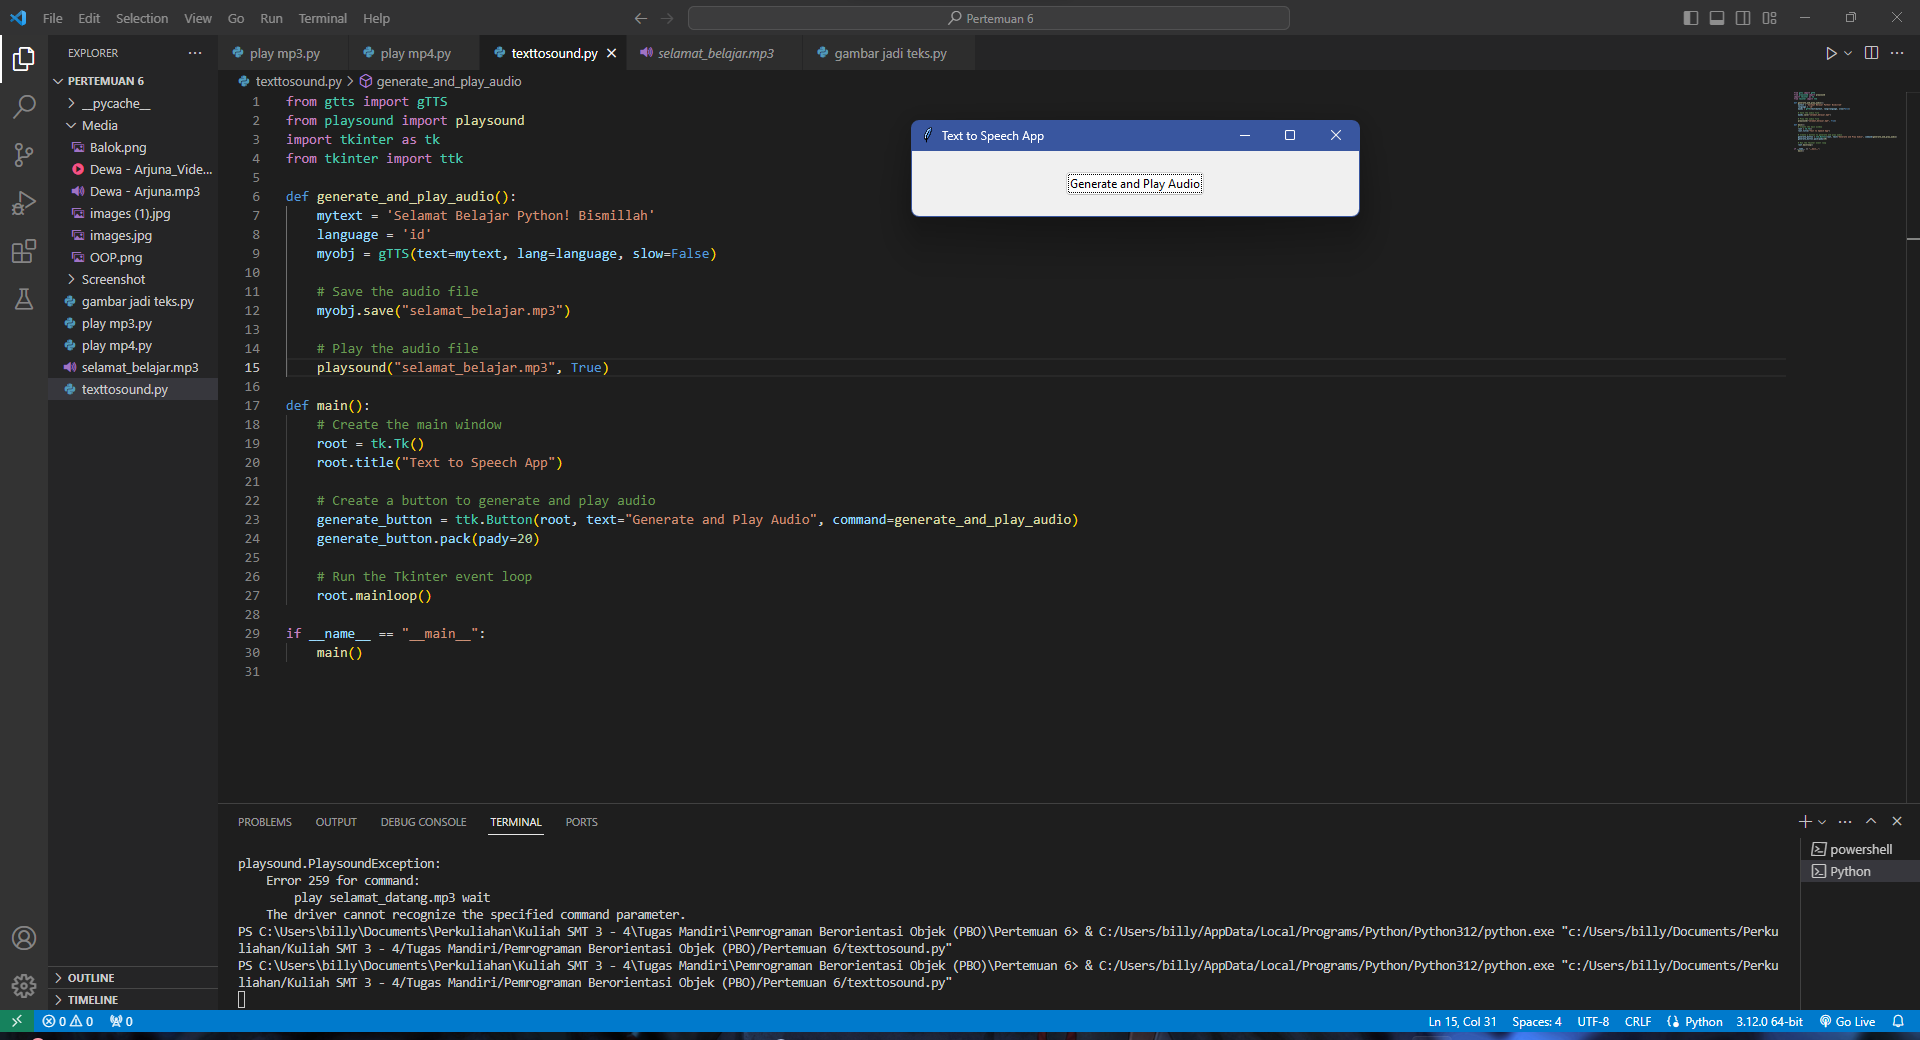 File Edit Selection View Go Run Terminal Help
Pertemuan 6
EXPLORER
PERTEMUAN 6
__pycache__
Media
Balok.png
Dewa - Arjuna_Vide...
Dewa - Arjuna.mp3
images (1).jpg
images.jpg
OOP.png
Screenshot
gambar jadi teks.py
play mp3.py
play mp4.py
selamat_belajar.mp3
texttosound.py
OUTLINE
TIMELINE
play mp3.py play mp4.py texttosound.py selamat_belajar.mp3 gambar jadi teks.py
texttosound.py > generate_and_play_audio
1 from gtts import gTTS
2 from playsound import playsound
3 import tkinter as tk
4 from tkinter import ttk
5
6 def generate_and_play_audio():
7 mytext = 'Selamat Belajar Python! Bismillah'
8 language = 'id'
9 myobj = gTTS(text=mytext, lang=language, slow=False)
10
11 # Save the audio file
12 myobj.save("selamat_belajar.mp3")
13
14 # Play the audio file
15 playsound("selamat_belajar.mp3", True)
16
17 def main():
18 # Create the main window
19 root = tk.Tk()
20 root.title("Text to Speech App")
21
22 # Create a button to generate and play audio
23 generate_button = ttk.Button(root, text="Generate and Play Audio", command=generate_and_play_audio)
24 generate_button.pack(pady=20)
25
26 # Run the Tkinter event loop
27 root.mainloop()
28
29 if __name__ == "__main__":
30 main()
31
Text to Speech App
Generate and Play Audio
PROBLEMS OUTPUT DEBUG CONSOLE TERMINAL PORTS
playsound.PlaysoundException:
Error 259 for command:
play selamat_datang.mp3 wait
The driver cannot recognize the specified command parameter.
PS C:\Users\billy\Documents\Perkuliahan\Kuliah SMT 3 - 4\Tugas Mandiri\Pemrograman Berorientasi Objek (PBO)\Pertemuan 6> & C:/Users/billy/AppData/Local/Programs/Python/Python312/python.exe "c:/Users/billy/Documents/Perku
liahan/Kuliah SMT 3 - 4/Tugas Mandiri/Pemrograman Berorientasi Objek (PBO)/Pertemuan 6/texttosound.py"
PS C:\Users\billy\Documents\Perkuliahan\Kuliah SMT 3 - 4\Tugas Mandiri\Pemrograman Berorientasi Objek (PBO)\Pertemuan 6> & C:/Users/billy/AppData/Local/Programs/Python/Python312/python.exe "c:/Users/billy/Documents/Perku
liahan/Kuliah SMT 3 - 4/Tugas Mandiri/Pemrograman Berorientasi Objek (PBO)/Pertemuan 6/texttosound.py"
powershell
Python
0 0 0 Ln 15, Col 31 Spaces: 4 UTF-8 CRLF Python 3.12.0 64-bit Go Live